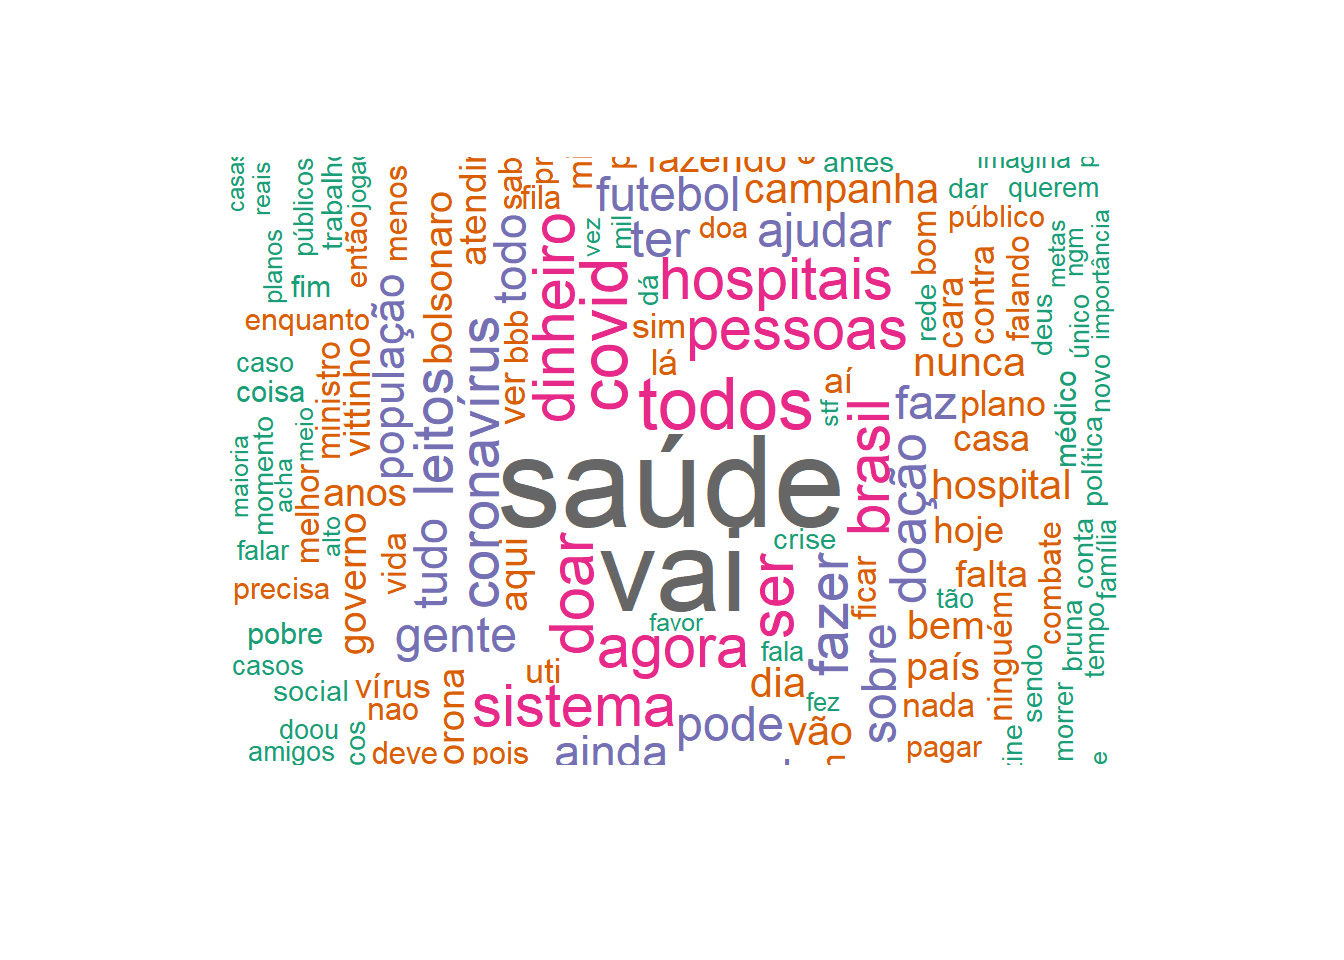 casas
reais
públicos
trabalho
jogad
então
menos
planos
fim
enquanto
caso
coisa
ministro
vittinho
população
bolsonaro
leitos
atendir
sab
fila
todo
coronavírus
ver
bbb
dinheiro
covid
fazendo
antes
futebol
campanha
vez
mil
ter
doa
ajudar
dá
hospitais
sim
pessoas
lá
todos
aí
stf
imagina
dar
querem
público
bom
rede
cara
contra
falando
deus
metas
ngm
único
importância
nunca
faz
plano
casa
brasil
médico
novo
política
maioria
momento
acha
meio
melhor
alto
anos
saúde
vai
doação
hospital
hoje
crise
falar
precisa
governo
vida
tudo
aqui
doar
ser
fazer
ficar
falta
tão
combate
conta
família
pobre
casos
gente
favor
agora
fala
sobre
bem
país
ninguém
bruna
tempo
social
vírus
nao
uti
sistema
dia
fez
pode
vão
nada
sendo
morrer
doou
amigos
cos
deve
orona
pois
ainda
pagar